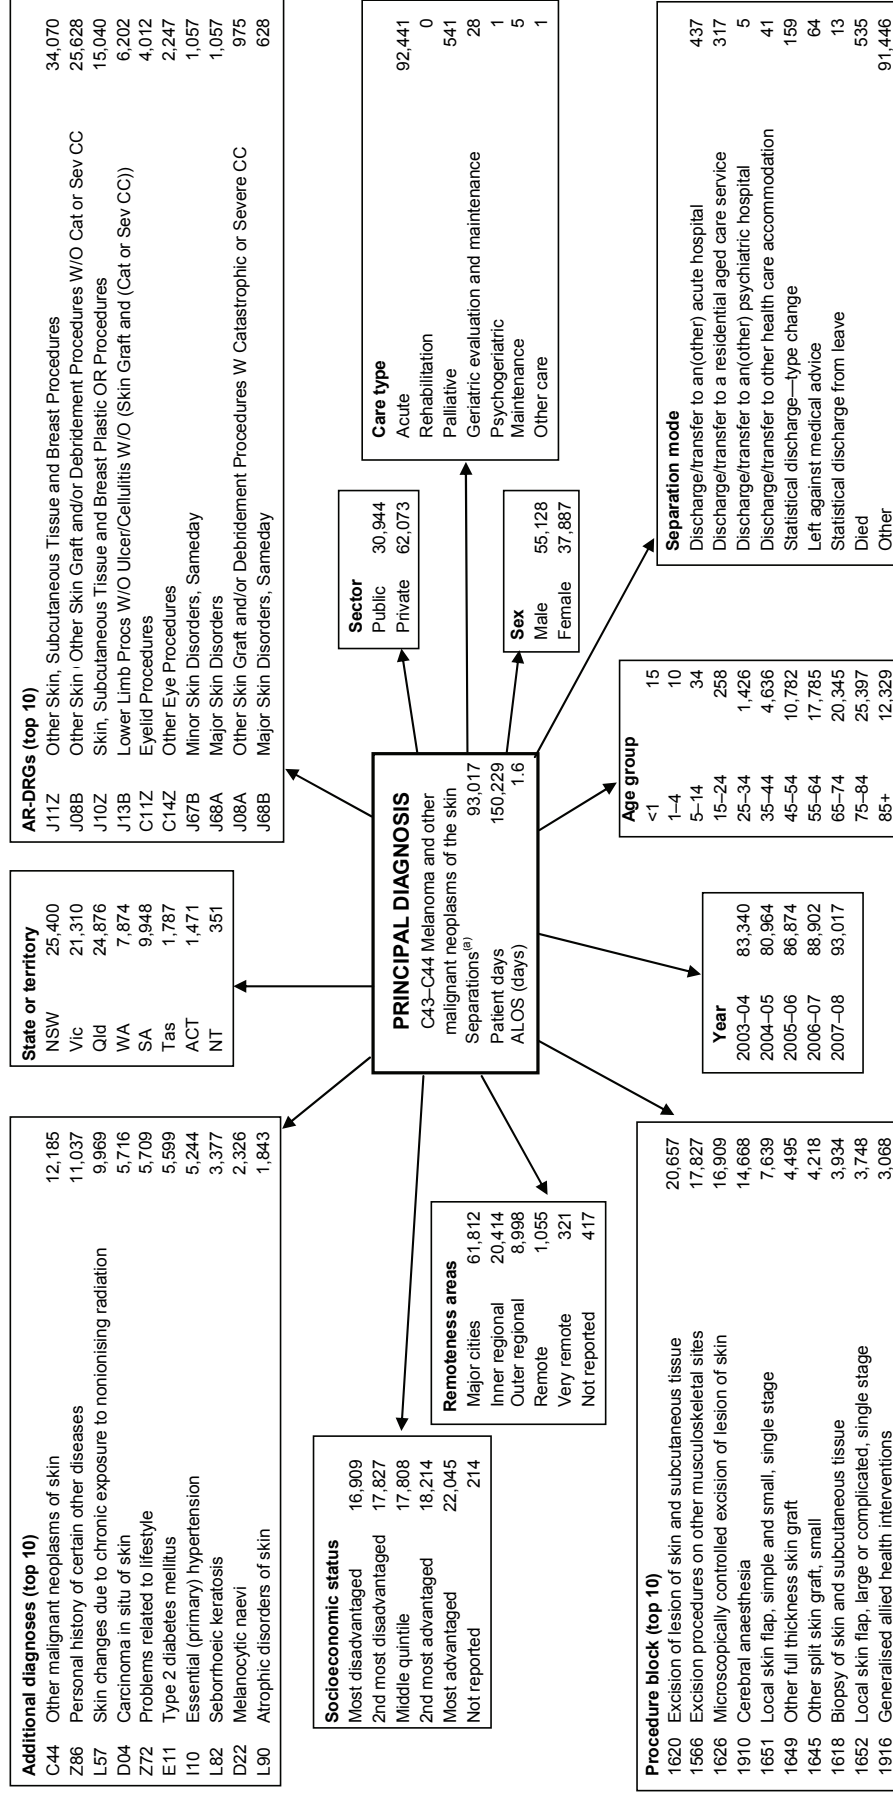 Additional diagnoses (top 10)
C44 Other malignant neoplasms of skin 12,185
Z86 Personal history of certain other diseases 11,037
L57 Skin changes due to chronic exposure to nonionising radiation 9,969
D04 Carcinoma in situ of skin 5,716
Z72 Problems related to lifestyle 5,709
E11 Type 2 diabetes mellitus 5,599
I10 Essential (primary) hypertension 5,244
L82 Seborrhoeic keratosis 3,377
D22 Melanocytic naevi 2,326
L90 Atrophic disorders of skin 1,843
State or territory
NSW 25,400
Vic 21,310
Qld 24,876
WA 7,874
SA 9,948
Tas 1,787
ACT 1,471
NT 351
AR-DRGs (top 10)
J11Z Other Skin, Subcutaneous Tissue and Breast Procedures 34,070
J08B Other Skin Other Skin Graft and/or Debridement Procedures W/O Cat or Sev CC 25,628
J10Z Skin, Subcutaneous Tissue and Breast Plastic OR Procedures 15,040
J13B Lower Limb Procs W/O Ulcer/Cellulitis W/O (Skin Graft and (Cat or Sev CC)) 6,202
C11Z Eyelid Procedures 4,012
C14Z Other Eye Procedures 2,247
J67B Minor Skin Disorders, Sameday 1,057
J68A Major Skin Disorders 1,057
J08A Other Skin Graft and/or Debridement Procedures W Catastrophic or Severe CC 975
J68B Major Skin Disorders, Sameday 628
Socioeconomic status
Most disadvantaged 16,909
2nd most disadvantaged 17,827
Middle quintile 17,808
2nd most advantaged 18,214
Most advantaged 22,045
Not reported 214
Remoteness areas
Major cities 61,812
Inner regional 20,414
Outer regional 8,998
Remote 1,055
Very remote 321
Not reported 417
PRINCIPAL DIAGNOSIS
C43–C44 Melanoma and other
malignant neoplasms of the skin
Separations(a) 93,017
Patient days 150,229
ALOS (days) 1.6
Sector
Public 30,944
Private 62,073
Sex
Male 55,128
Female 37,887
Care type
Acute 92,441
Rehabilitation 0
Palliative 541
Geriatric evaluation and maintenance 28
Psychogeriatric 1
Maintenance 5
Other care 1
Procedure block (top 10)
1620 Excision of lesion of skin and subcutaneous tissue 20,657
1566 Excision procedures on other musculoskeletal sites 17,827
1626 Microscopically controlled excision of lesion of skin 16,909
1910 Cerebral anaesthesia 14,668
1651 Local skin flap, simple and small, single stage 7,639
1649 Other full thickness skin graft 4,495
1645 Other split skin graft, small 4,218
1618 Biopsy of skin and subcutaneous tissue 3,934
1652 Local skin flap, large or complicated, single stage 3,748
1916 Generalised allied health interventions 3,068
Year
2003–04 83,340
2004–05 80,964
2005–06 86,874
2006–07 88,902
2007–08 93,017
Age group
<1 15
1–4 10
5–14 34
15–24 258
25–34 1,426
35–44 4,636
45–54 10,782
55–64 17,785
65–74 20,345
75–84 25,397
85+ 12,329
Separation mode
Discharge/transfer to an(other) acute hospital 437
Discharge/transfer to a residential aged care service 317
Discharge/transfer to an(other) psychiatric hospital 5
Discharge/transfer to other health care accommodation 41
Statistical discharge—type change 159
Left against medical advice 64
Statistical discharge from leave 13
Died 535
Other 91,446